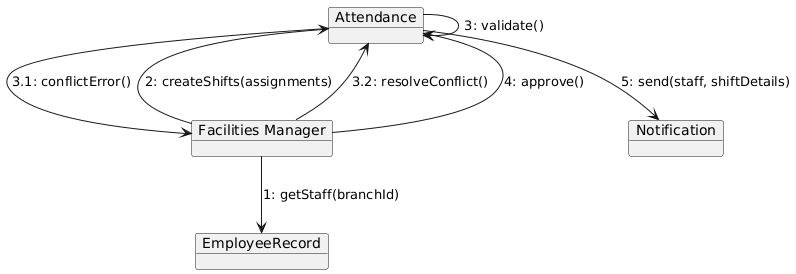 Attendance
3: validate()
3.1: conflictError()
2: createShifts(assignments)
3.2: resolveConflict()
4: approve()
5: send(staff, shiftDetails)
Facilities Manager
Notification
1: getStaff(branchId)
EmployeeRecord